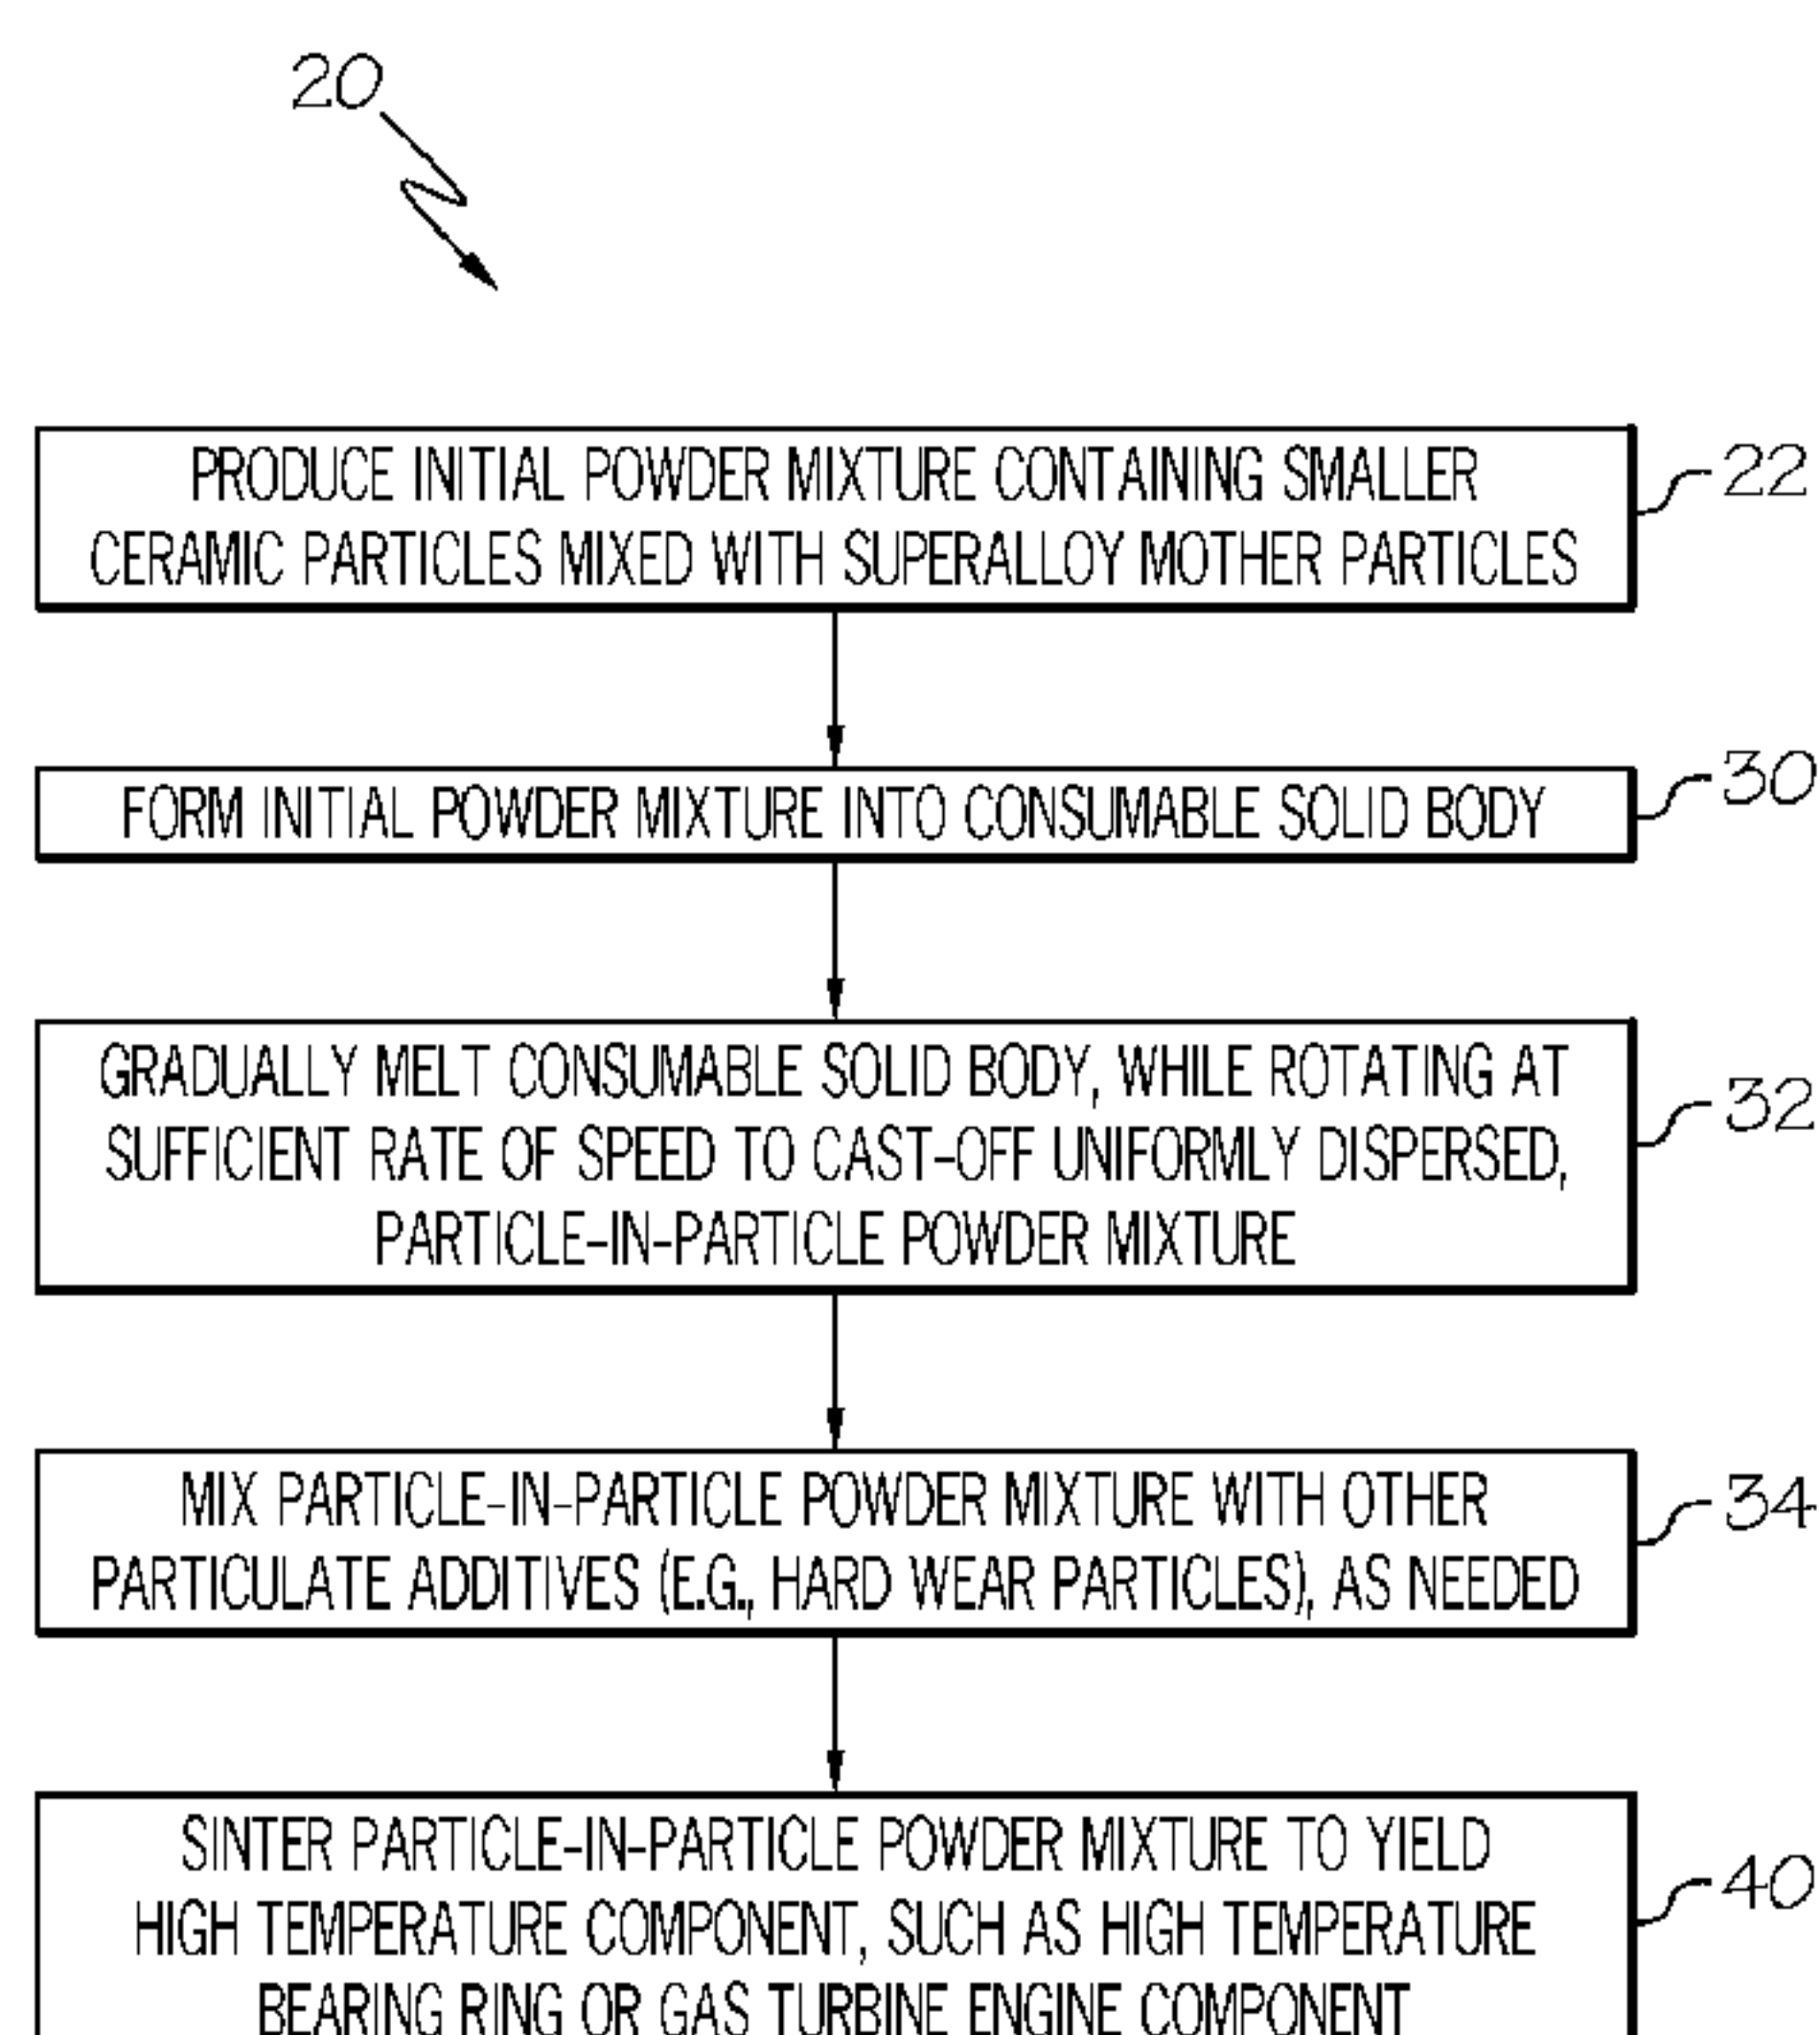 20
PRODUCE INITIAL POWDER MIXTURE CONTAINING SMALLER
CERAMIC PARTICLES MIXED WITH SUPERALLOY MOTHER PARTICLES
22
FORM INITIAL POWDER MIXTURE INTO CONSUMABLE SOLID BODY
30
GRADUALLY MELT CONSUMABLE SOLID BODY, WHILE ROTATING AT
SUFFICIENT RATE OF SPEED TO CAST-OFF UNIFORMLY DISPERSED,
PARTICLE-IN-PARTICLE POWDER MIXTURE
32
MIX PARTICLE-IN-PARTICLE POWDER MIXTURE WITH OTHER
PARTICULATE ADDITIVES (E.G., HARD WEAR PARTICLES), AS NEEDED
34
SINTER PARTICLE-IN-PARTICLE POWDER MIXTURE TO YIELD
HIGH TEMPERATURE COMPONENT, SUCH AS HIGH TEMPERATURE
BEARING RING OR GAS TURBINE ENGINE COMPONENT
40